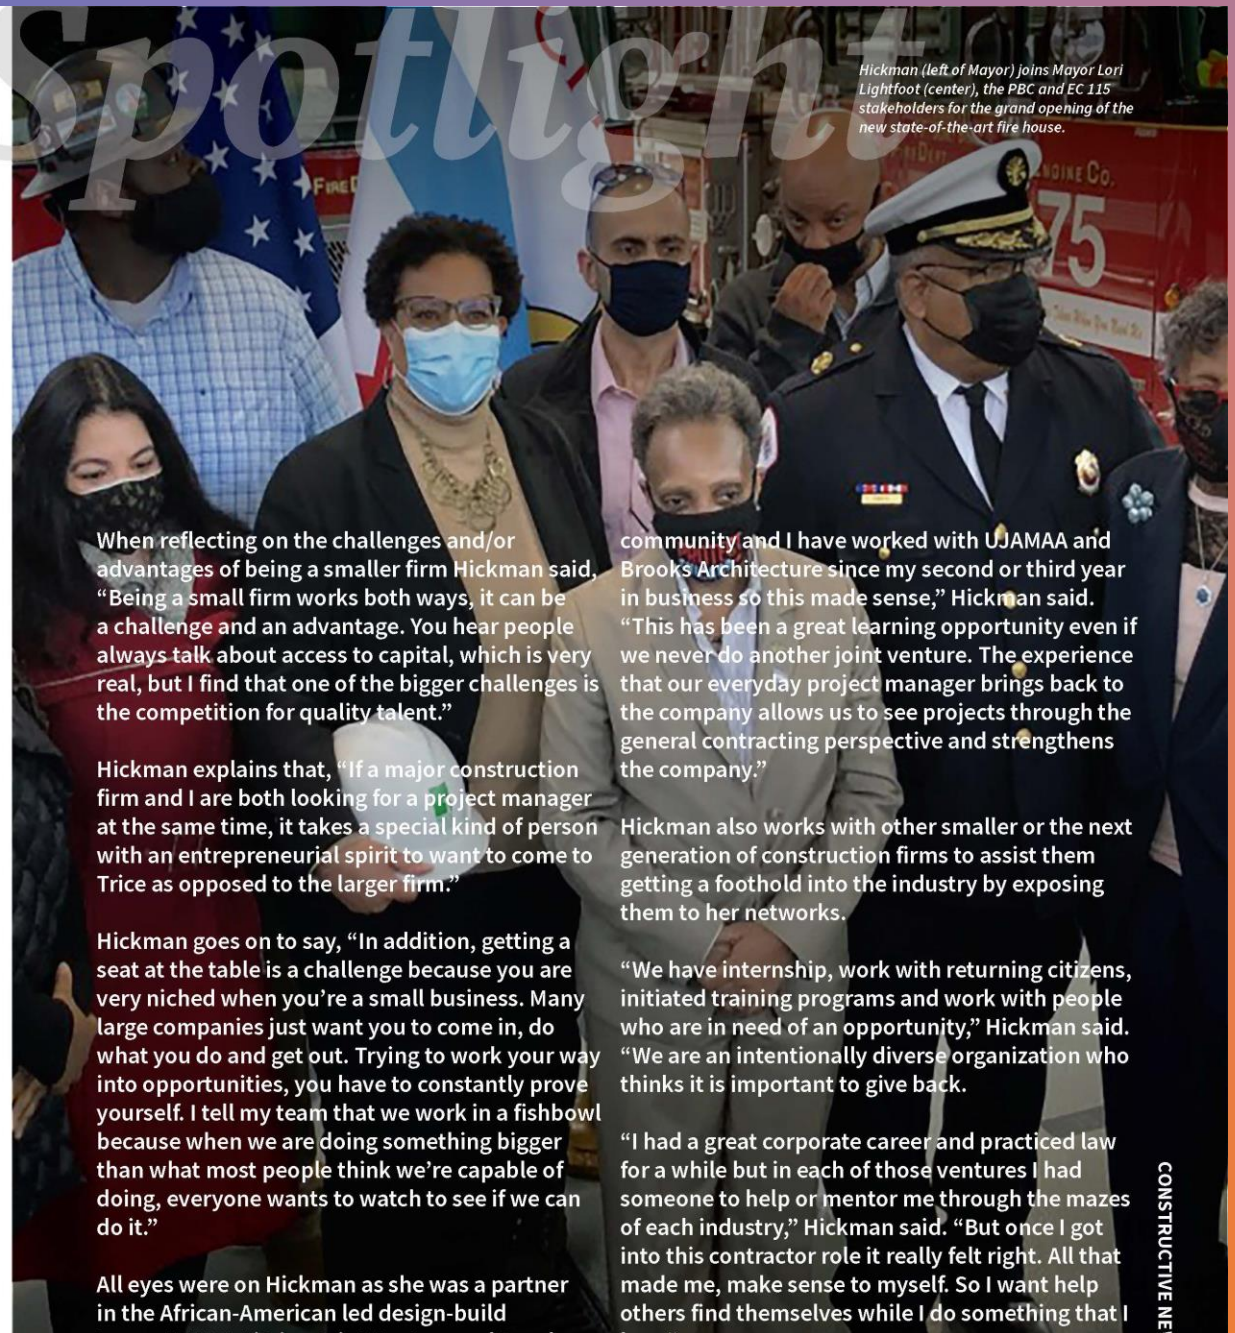 Spotlight
Hickman (left of Mayor) joins Mayor Lori
Lightfoot (center), the PBC and EC 115
stakeholders for the grand opening of the
new state-of-the-art fire house.
FIRE D
FIRE DEPT
ENGINE CO.
75
When reflecting on the challenges and/or
advantages of being a smaller firm Hickman said,
“Being a small firm works both ways, it can be
a challenge and an advantage. You hear people
always talk about access to capital, which is very
real, but I find that one of the bigger challenges is
the competition for quality talent.”
Hickman explains that, “If a major construction
firm and I are both looking for a project manager
at the same time, it takes a special kind of person
with an entrepreneurial spirit to want to come to
Trice as opposed to the larger firm.”
Hickman goes on to say, “In addition, getting a
seat at the table is a challenge because you are
very niched when you’re a small business. Many
large companies just want you to come in, do
what you do and get out. Trying to work your way
into opportunities, you have to constantly prove
yourself. I tell my team that we work in a fishbowl
because when we are doing something bigger
than what most people think we’re capable of
doing, everyone wants to watch to see if we can
do it.”
All eyes were on Hickman as she was a partner
in the African-American led design-build
community and I have worked with UJAMAA and
Brooks Architecture since my second or third year
in business so this made sense,” Hickman said.
“This has been a great learning opportunity even if
we never do another joint venture. The experience
that our everyday project manager brings back to
the company allows us to see projects through the
general contracting perspective and strengthens
the company.”
Hickman also works with other smaller or the next
generation of construction firms to assist them
getting a foothold into the industry by exposing
them to her networks.
“We have internship, work with returning citizens,
initiated training programs and work with people
who are in need of an opportunity,” Hickman said.
“We are an intentionally diverse organization who
thinks it is important to give back.
“I had a great corporate career and practiced law
for a while but in each of those ventures I had
someone to help or mentor me through the mazes
of each industry,” Hickman said. “But once I got
into this contractor role it really felt right. All that
made me, make sense to myself. So I want help
others find themselves while I do something that I
CONSTRUCTIVE NE